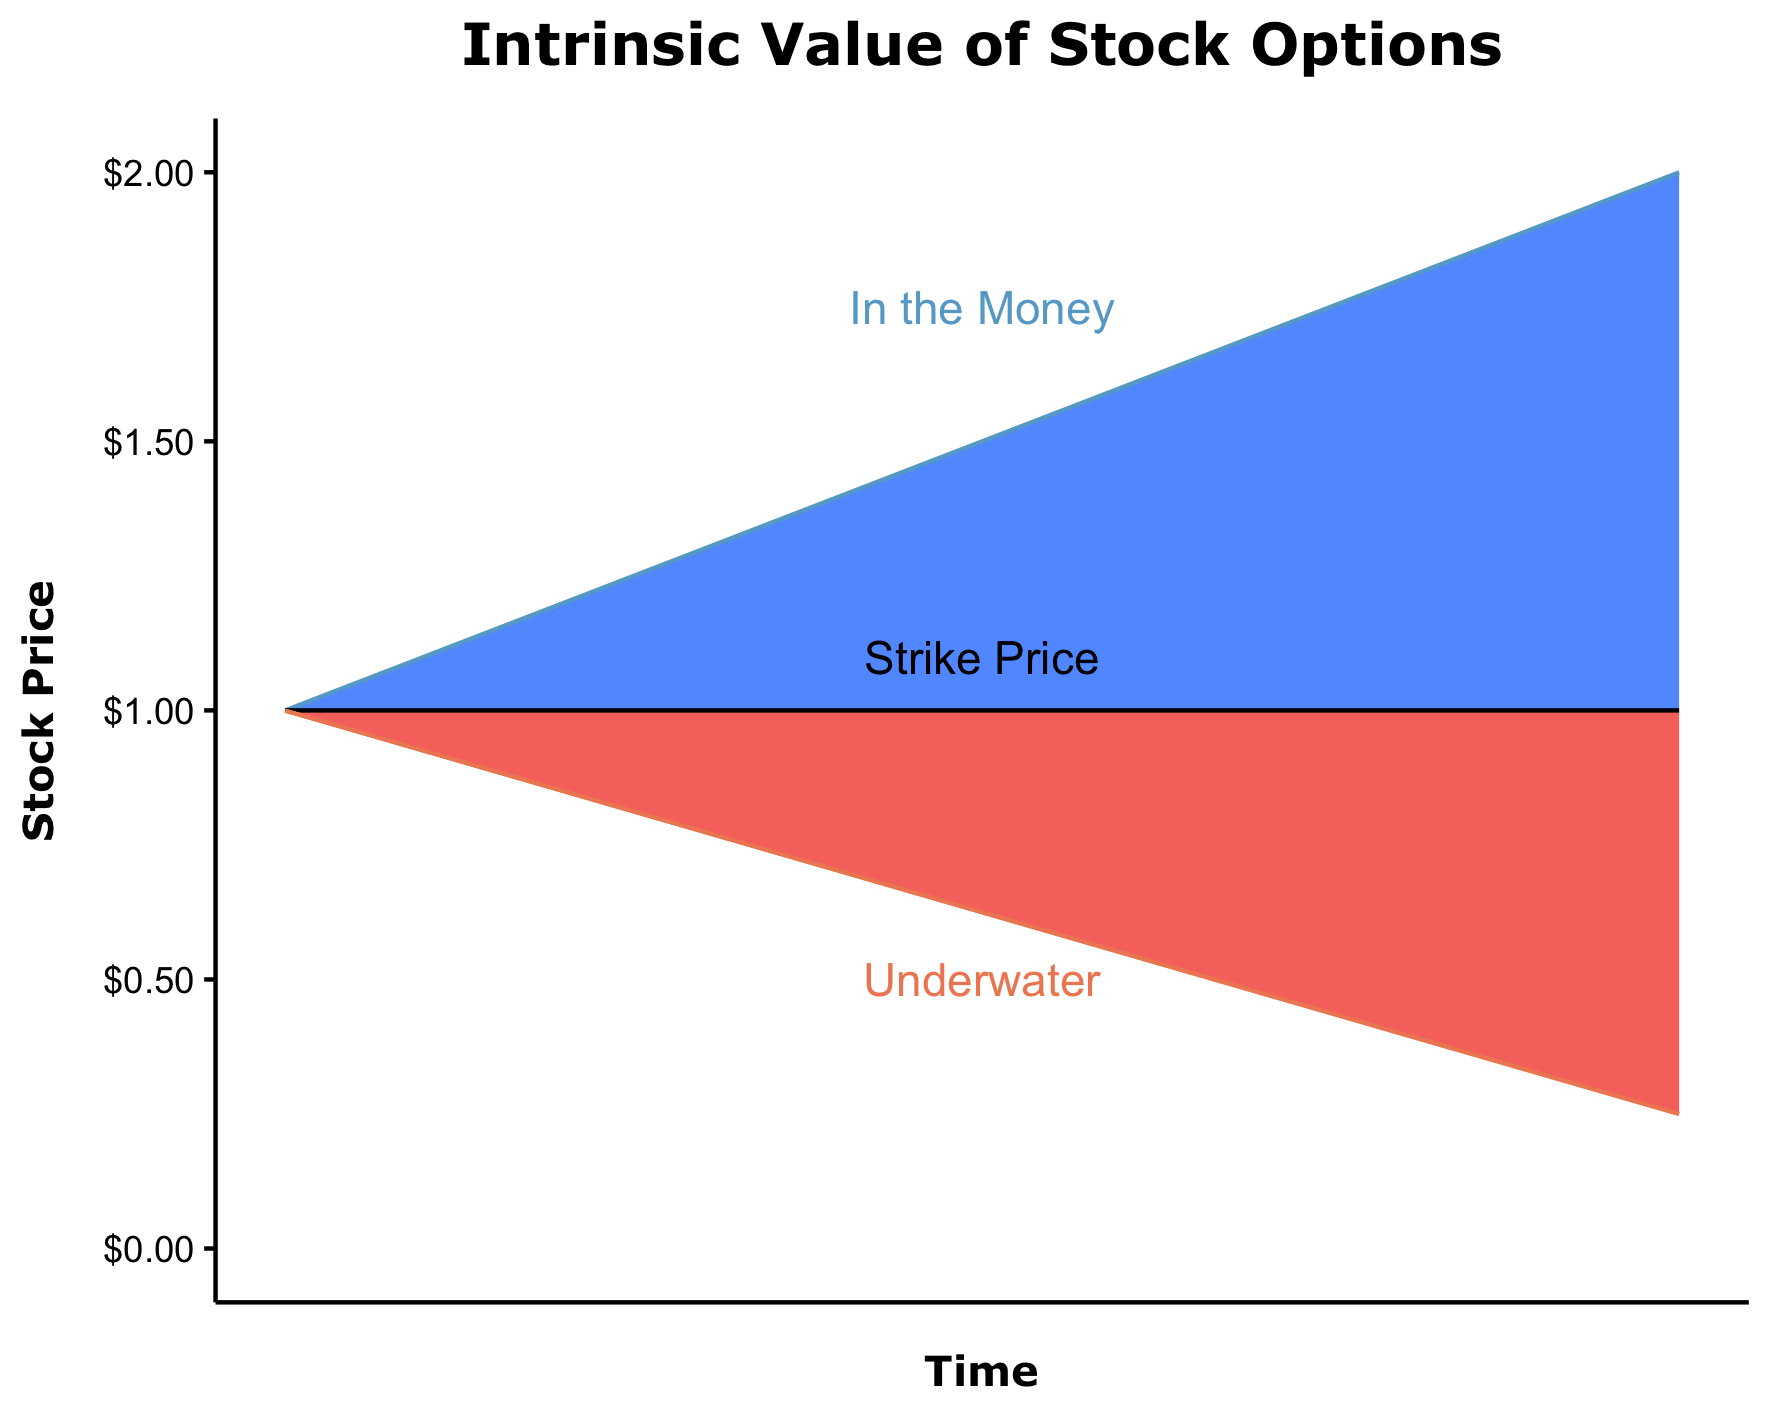 Intrinsic Value of Stock Options
$2.00
In the Money
$1.50
Strike Price
$1.00
Stock Price
Underwater
$0.50
$0.00
Time